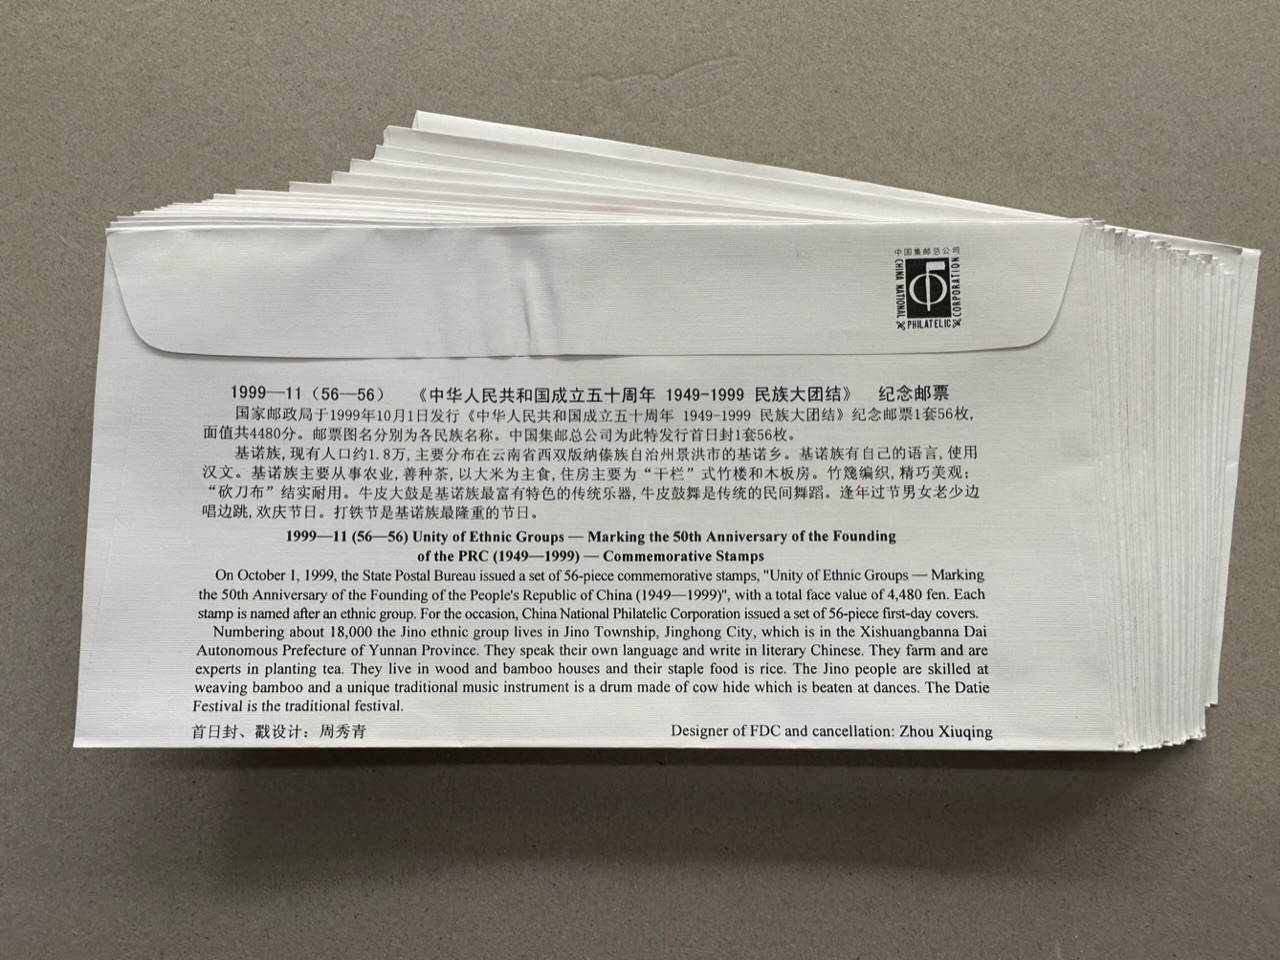 中国集邮总公司
CHINA NATIONAL
PHILATELIC
CORPORATION
1999—11（56—56） 《中华人民共和国成立五十周年 1949-1999 民族大团结》 纪念邮票
国家邮政局于1999年10月1日发行《中华人民共和国成立五十周年 1949-1999 民族大团结》纪念邮票1套56枚,
面值共4480分。邮票图名分别为各民族名称。中国集邮总公司为此特发行首日封1套56枚。
基诺族, 现有人口约1.8万, 主要分布在云南省西双版纳傣族自治州景洪市的基诺乡。基诺族有自己的语言, 使用
汉文。基诺族主要从事农业, 善种茶, 以大米为主食, 住房主要为“干栏”式竹楼和木板房。竹篾编织, 精巧美观;
“砍刀布”结实耐用。牛皮大鼓是基诺族最富有特色的传统乐器, 牛皮鼓舞是传统的民间舞蹈。逢年过节男女老少边
唱边跳, 欢庆节日。打铁节是基诺族最隆重的节日。
1999—11 (56—56) Unity of Ethnic Groups — Marking the 50th Anniversary of the Founding
of the PRC (1949—1999) — Commemorative Stamps
On October 1, 1999, the State Postal Bureau issued a set of 56-piece commemorative stamps, "Unity of Ethnic Groups — Marking
the 50th Anniversary of the Founding of the People's Republic of China (1949—1999)", with a total face value of 4,480 fen. Each
stamp is named after an ethnic group. For the occasion, China National Philatelic Corporation issued a set of 56-piece first-day covers.
Numbering about 18,000 the Jino ethnic group lives in Jino Township, Jinghong City, which is in the Xishuangbanna Dai
Autonomous Prefecture of Yunnan Province. They speak their own language and write in literary Chinese. They farm and are
experts in planting tea. They live in wood and bamboo houses and their staple food is rice. The Jino people are skilled at
weaving bamboo and a unique traditional music instrument is a drum made of cow hide which is beaten at dances. The Datie
Festival is the traditional festival.
首日封、戳设计: 周秀青
Designer of FDC and cancellation: Zhou Xiuqing